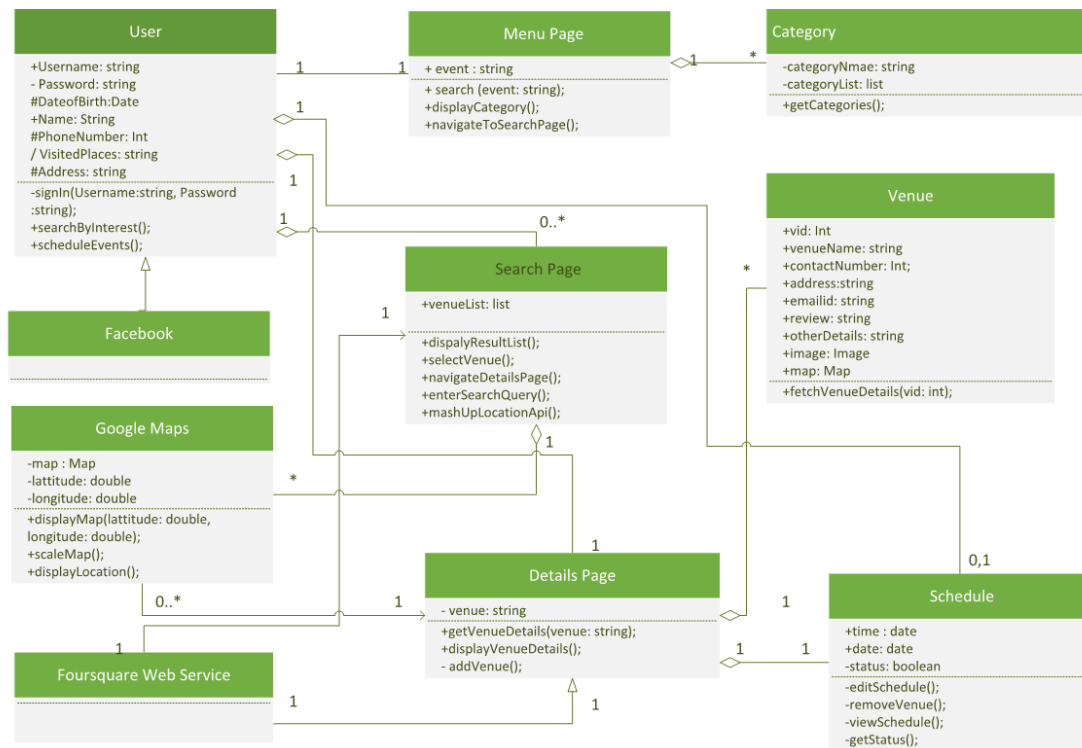 User
+Username: string
- Password: string
#DateofBirth:Date
+Name: String
#PhoneNumber: Int
/ VisitedPlaces: string
#Address: string
-signIn(Username:string, Password
:string);
+searchByInterest();
+scheduleEvents();
1
1
1
1
1
Menu Page
+ event : string
+ search (event: string);
+displayCategory();
+navigateToSearchPage();
1
*
Category
-categoryNmae: string
-categoryList: list
+getCategories();
Venue
+vid: Int
+venueName: string
+contactNumber: Int;
+address:string
+emailid: string
+review: string
+otherDetails: string
+image: Image
+map: Map
+fetchVenueDetails(vid: int);
*
0..*
Search Page
+venueList: list
+dispalyResultList();
+selectVenue();
+navigateDetailsPage();
+enterSearchQuery();
+mashUpLocationApi();
1
1
Facebook
Google Maps
-map : Map
-lattitude: double
-longitude: double
+displayMap(lattitude: double,
longitude: double);
+scaleMap();
+displayLocation();
*
0..*
1
1
Details Page
- venue: string
+getVenueDetails(venue: string);
+displayVenueDetails();
- addVenue();
1
1
1
0,1
Schedule
+time : date
+date: date
-status: boolean
-editSchedule();
-removeVenue();
-viewSchedule();
-getStatus();
1
Foursquare Web Service
1
1